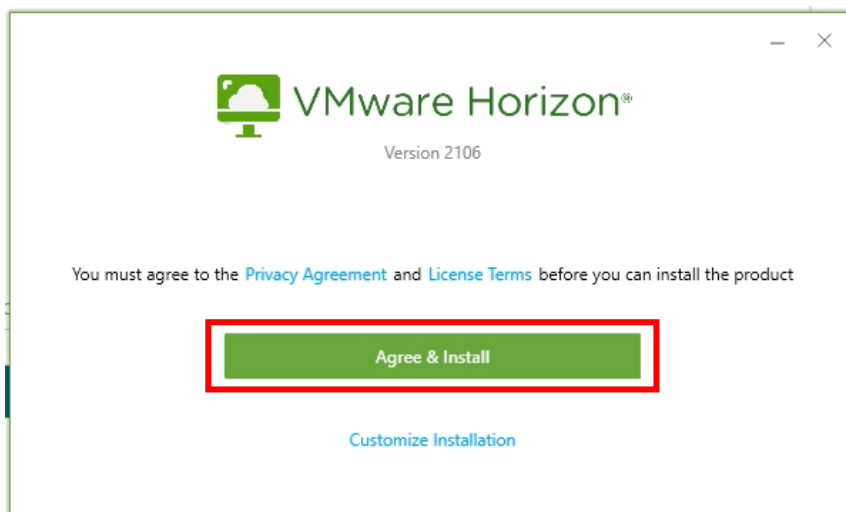 VMware Horizon®
Version 2106
You must agree to the Privacy Agreement and License Terms before you can install the product
Agree & Install
Customize Installation